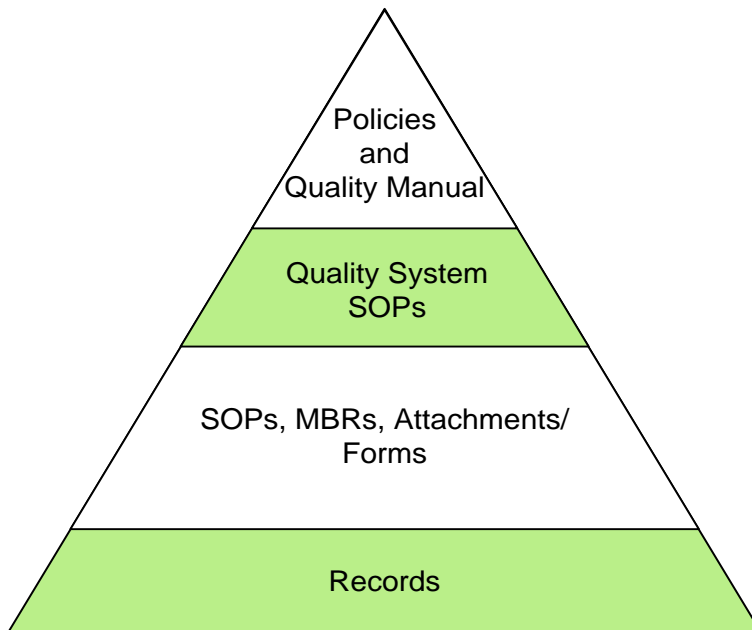 Policies
and
Quality Manual
Quality System
SOPs
SOPs, MBRs, Attachments/
Forms
Records